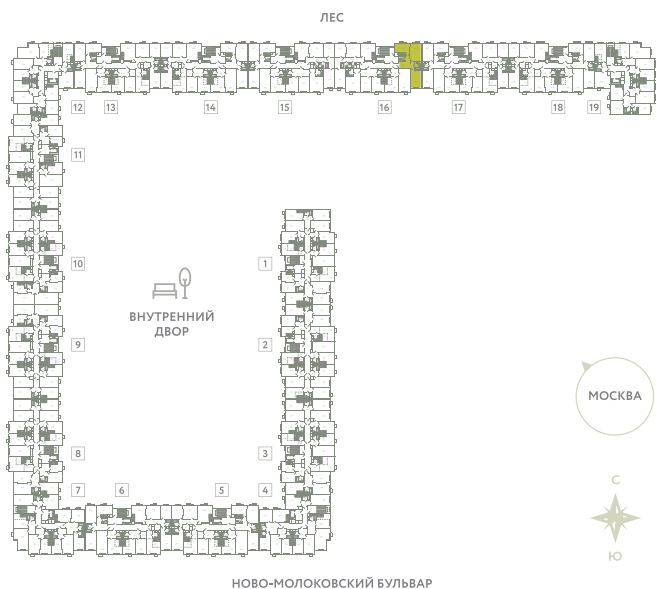 ЛЕС
12 13 14 15 16 17 18 19
11
10 1
ВНУТРЕННИЙ
ДВОР
9 2
МОСКВА
8 3
7 6 5 4
С
Ю
НОВО-МОЛОКОВСКИЙ БУЛЬВАР